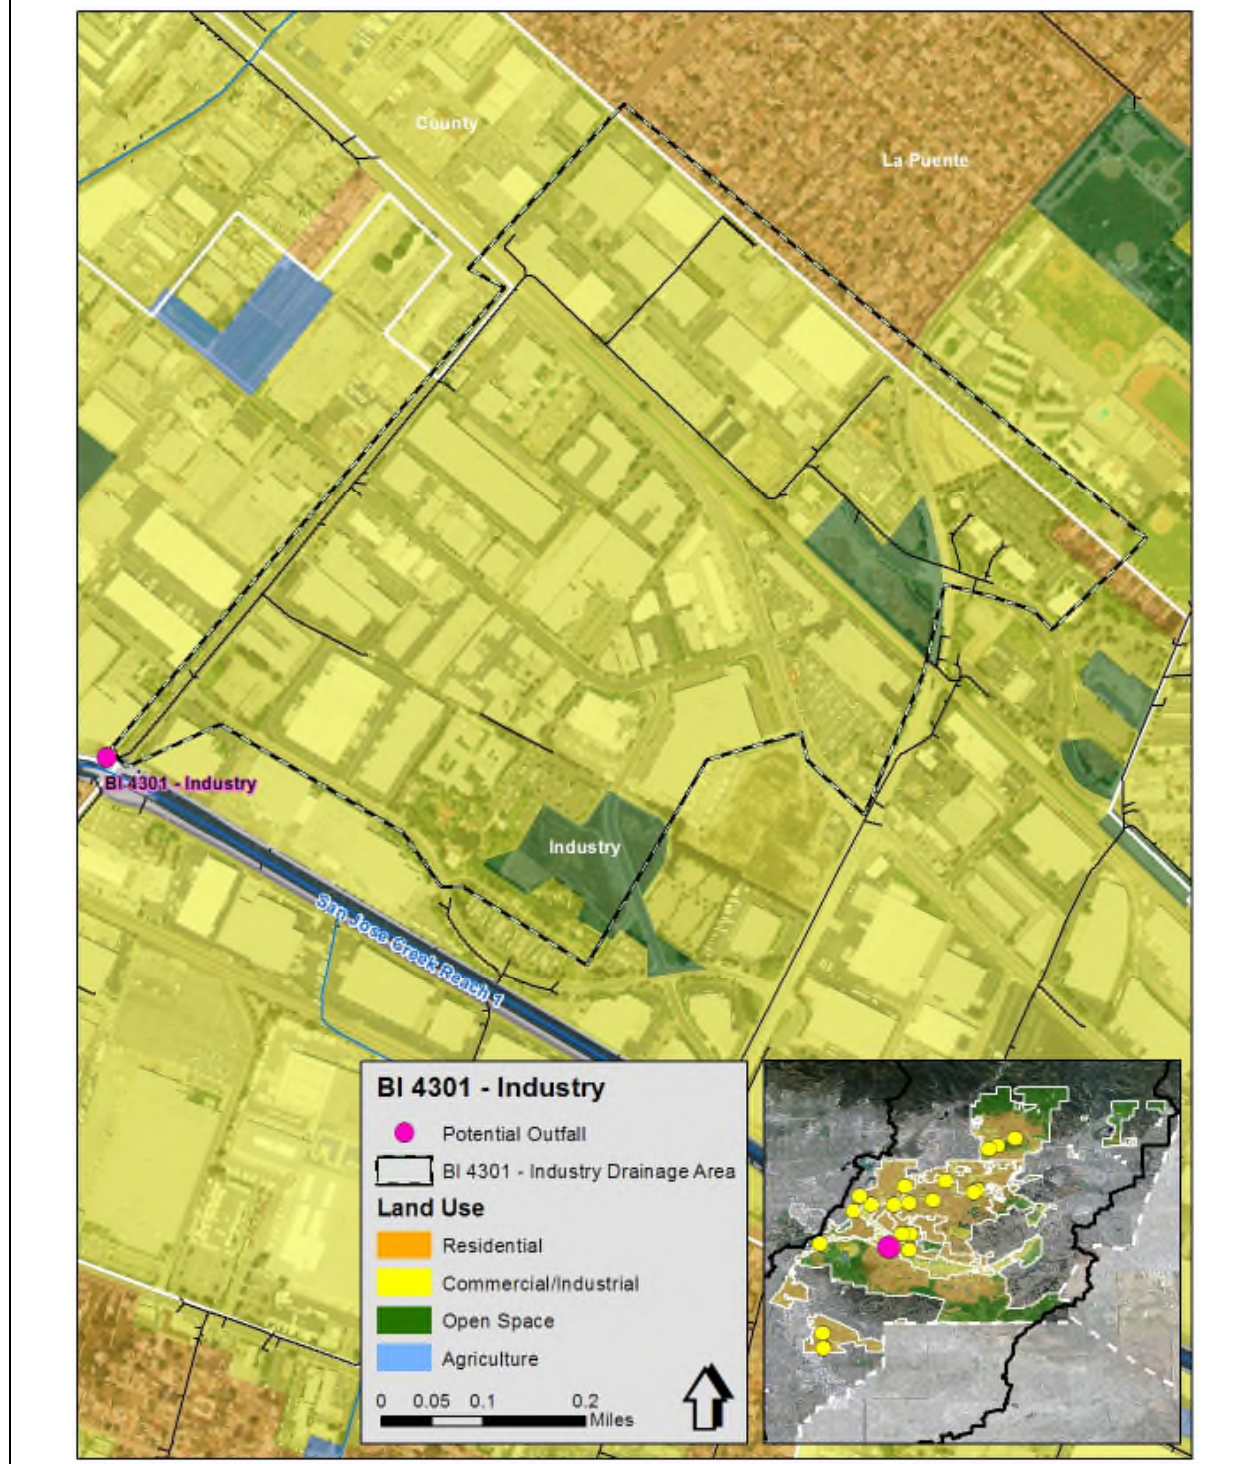 County
La Puente
BI 4301 - Industry
Industry
San Jose Creek Reach 1
BI 4301 - Industry
Potential Outfall
BI 4301 - Industry Drainage Area
Land Use
Residential
Commercial/Industrial
Open Space
Agriculture
0 0.05 0.1 0.2
Miles